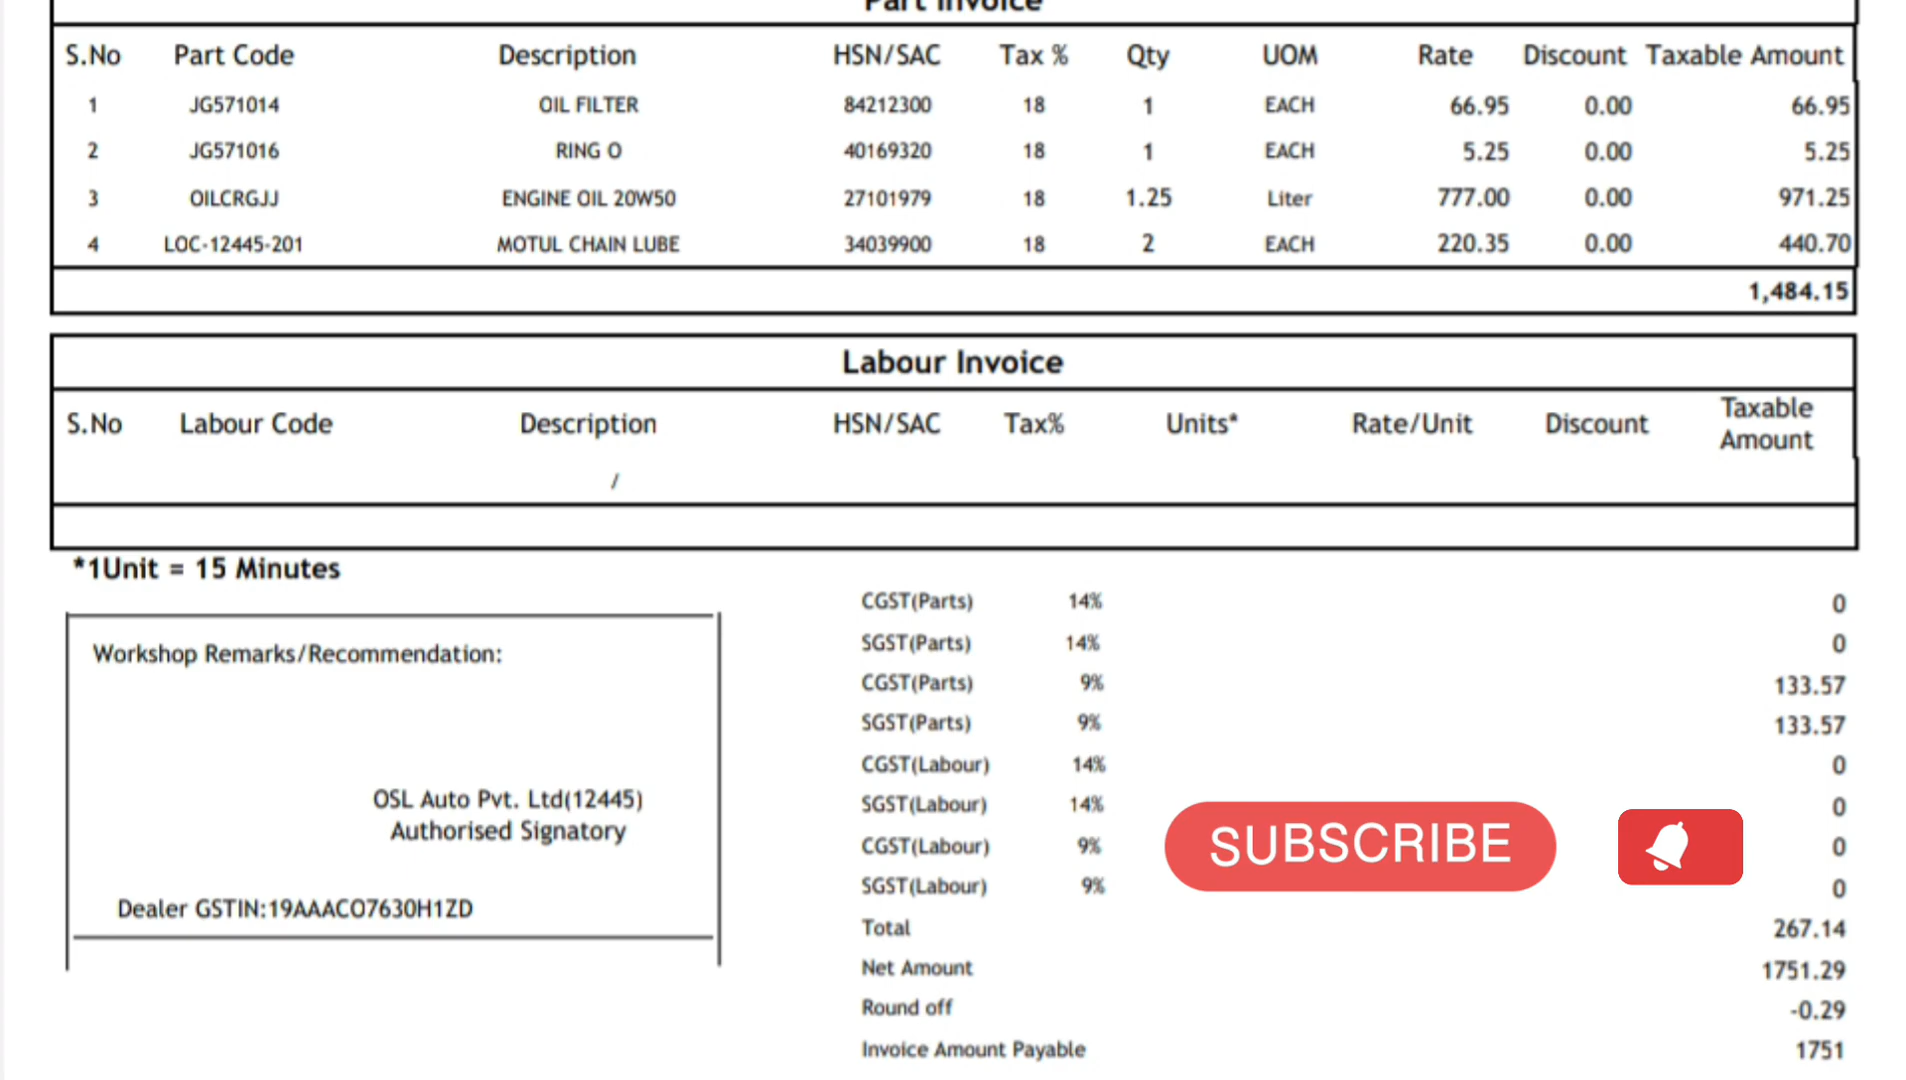 Part Invoice
S.No Part Code Description HSN/SAC Tax % Qty UOM Rate Discount Taxable Amount
1 JG571014 OIL FILTER 84212300 18 1 EACH 66.95 0.00 66.95
2 JG571016 RING O 40169320 18 1 EACH 5.25 0.00 5.25
3 OILCRGJJ ENGINE OIL 20W50 27101979 18 1.25 Liter 777.00 0.00 971.25
4 LOC-12445-201 MOTUL CHAIN LUBE 34039900 18 2 EACH 220.35 0.00 440.70
1,484.15
Labour Invoice
S.No Labour Code Description HSN/SAC Tax% Units* Rate/Unit Discount Taxable Amount
/
*1Unit = 15 Minutes
Workshop Remarks/Recommendation:
OSL Auto Pvt. Ltd(12445)
Authorised Signatory
Dealer GSTIN:19AAACO7630H1ZD
CGST(Parts) 14% 0
SGST(Parts) 14% 0
CGST(Parts) 9% 133.57
SGST(Parts) 9% 133.57
CGST(Labour) 14% 0
SGST(Labour) 14% 0
CGST(Labour) 9% 0
SGST(Labour) 9% 0
SUBSCRIBE
Total 267.14
Net Amount 1751.29
Round off -0.29
Invoice Amount Payable 1751